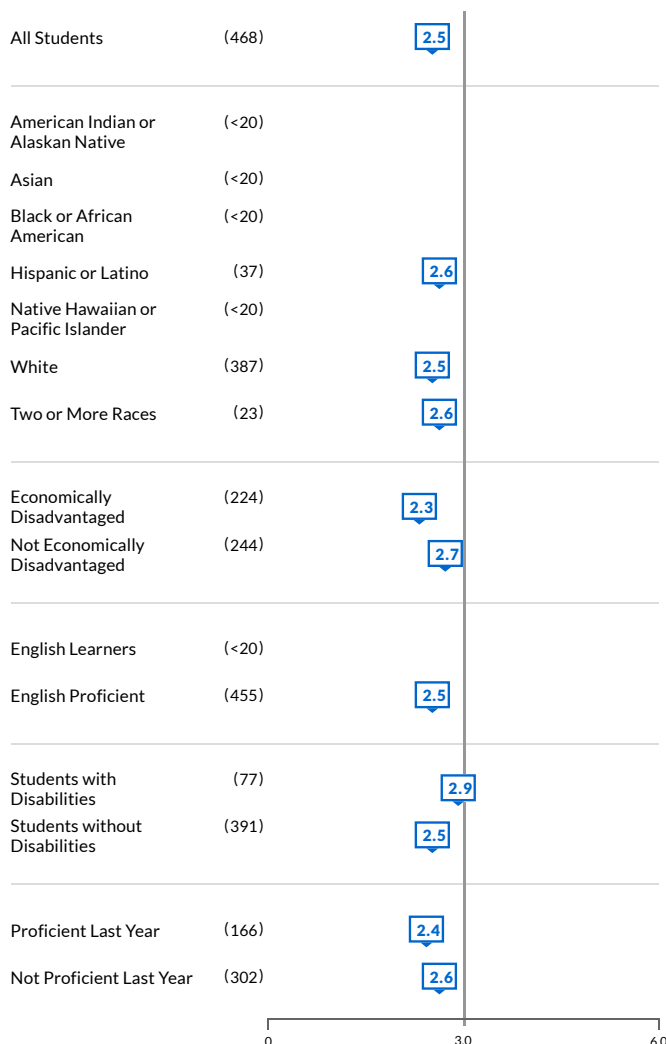 All Students (468) 2.5
American Indian or (<20)
Alaskan Native
Asian (<20)
Black or African (<20)
American
Hispanic or Latino (37) 2.6
Native Hawaiian or (<20)
Pacific Islander
White (387) 2.5
Two or More Races (23) 2.6
Economically (224) 2.3
Disadvantaged
Not Economically (244) 2.7
Disadvantaged
English Learners (<20)
English Proficient (455) 2.5
Students with (77) 2.9
Disabilities
Students without (391) 2.5
Disabilities
Proficient Last Year (166) 2.4
Not Proficient Last Year (302) 2.6
0 3.0 6.0